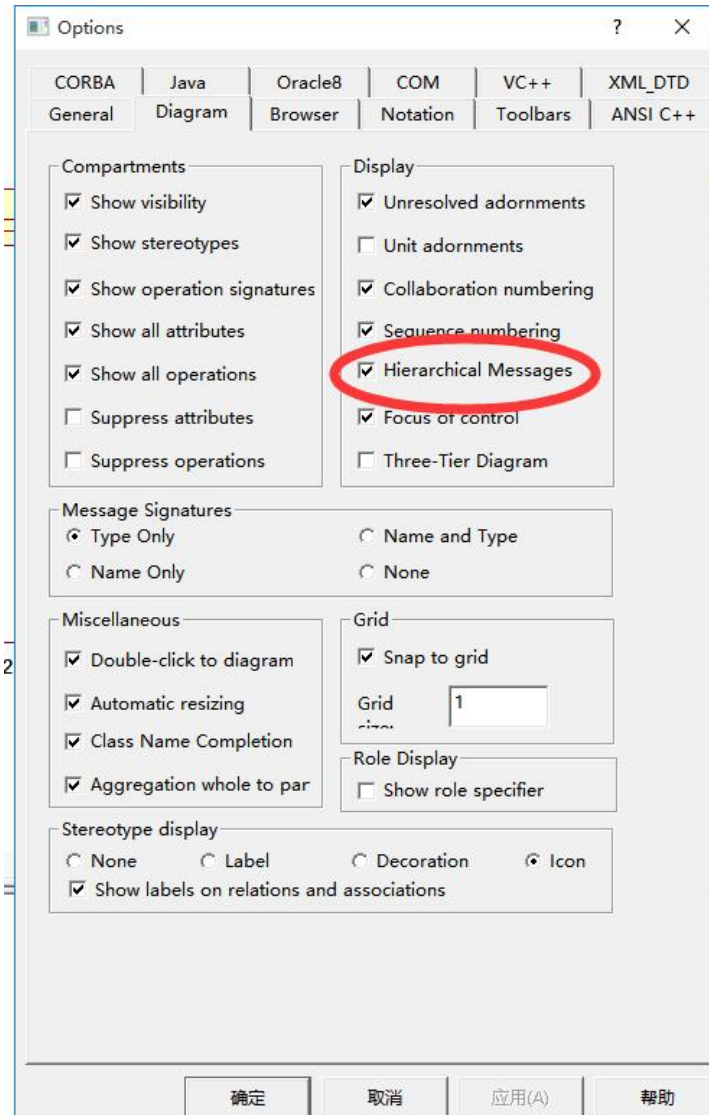 Options
CORBA Java Oracle8 COM VC++ XML_DTD
General Diagram Browser Notation Toolbars ANSI C++
Compartments
Show visibility
Show stereotypes
Show operation signatures
Show all attributes
Show all operations
Suppress attributes
Suppress operations
Display
Unresolved adornments
Unit adornments
Collaboration numbering
Sequence numbering
Hierarchical Messages
Focus of control
Three-Tier Diagram
Message Signatures
Type Only Name and Type
Name Only None
Miscellaneous
Double-click to diagram
Automatic resizing
Class Name Completion
Aggregation whole to par
Grid
Snap to grid
Grid 1
size:
Role Display
Show role specifier
Stereotype display
None Label Decoration Icon
Show labels on relations and associations
确定 取消 应用(A) 帮助
2